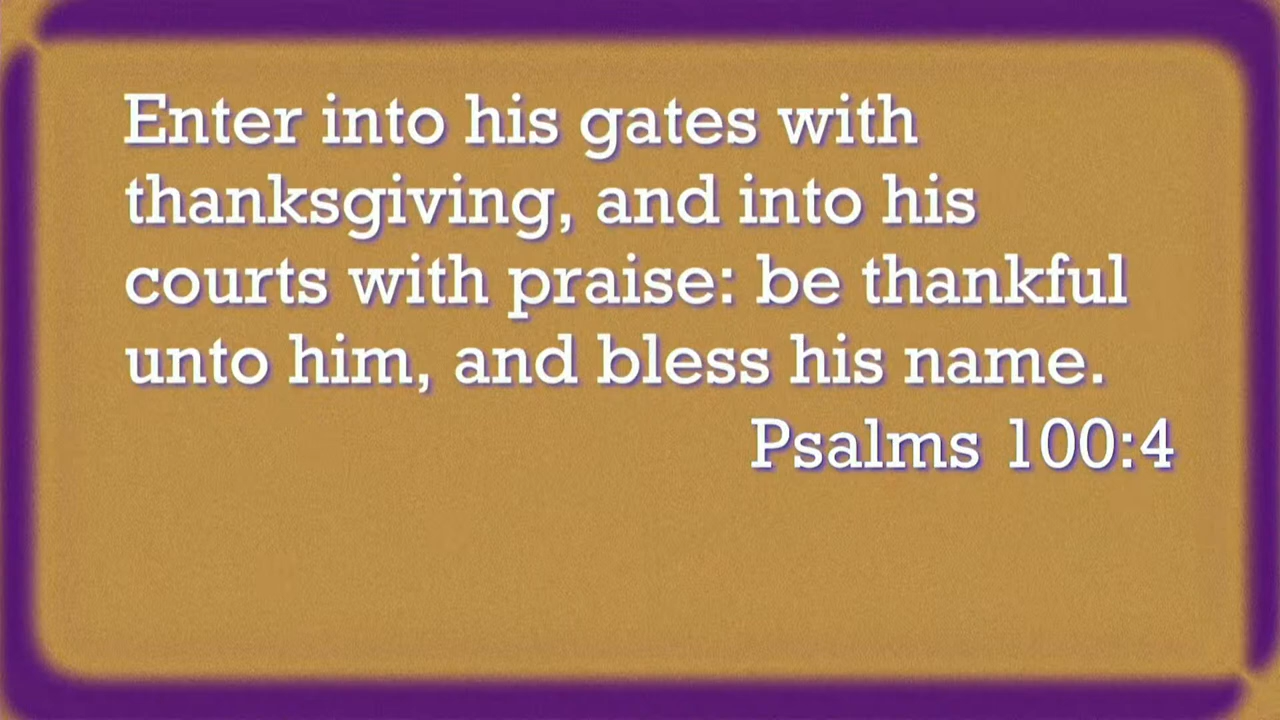 Enter into his gates with
thanksgiving, and into his
courts with praise: be thankful
unto him, and bless his name.
Psalms 100:4